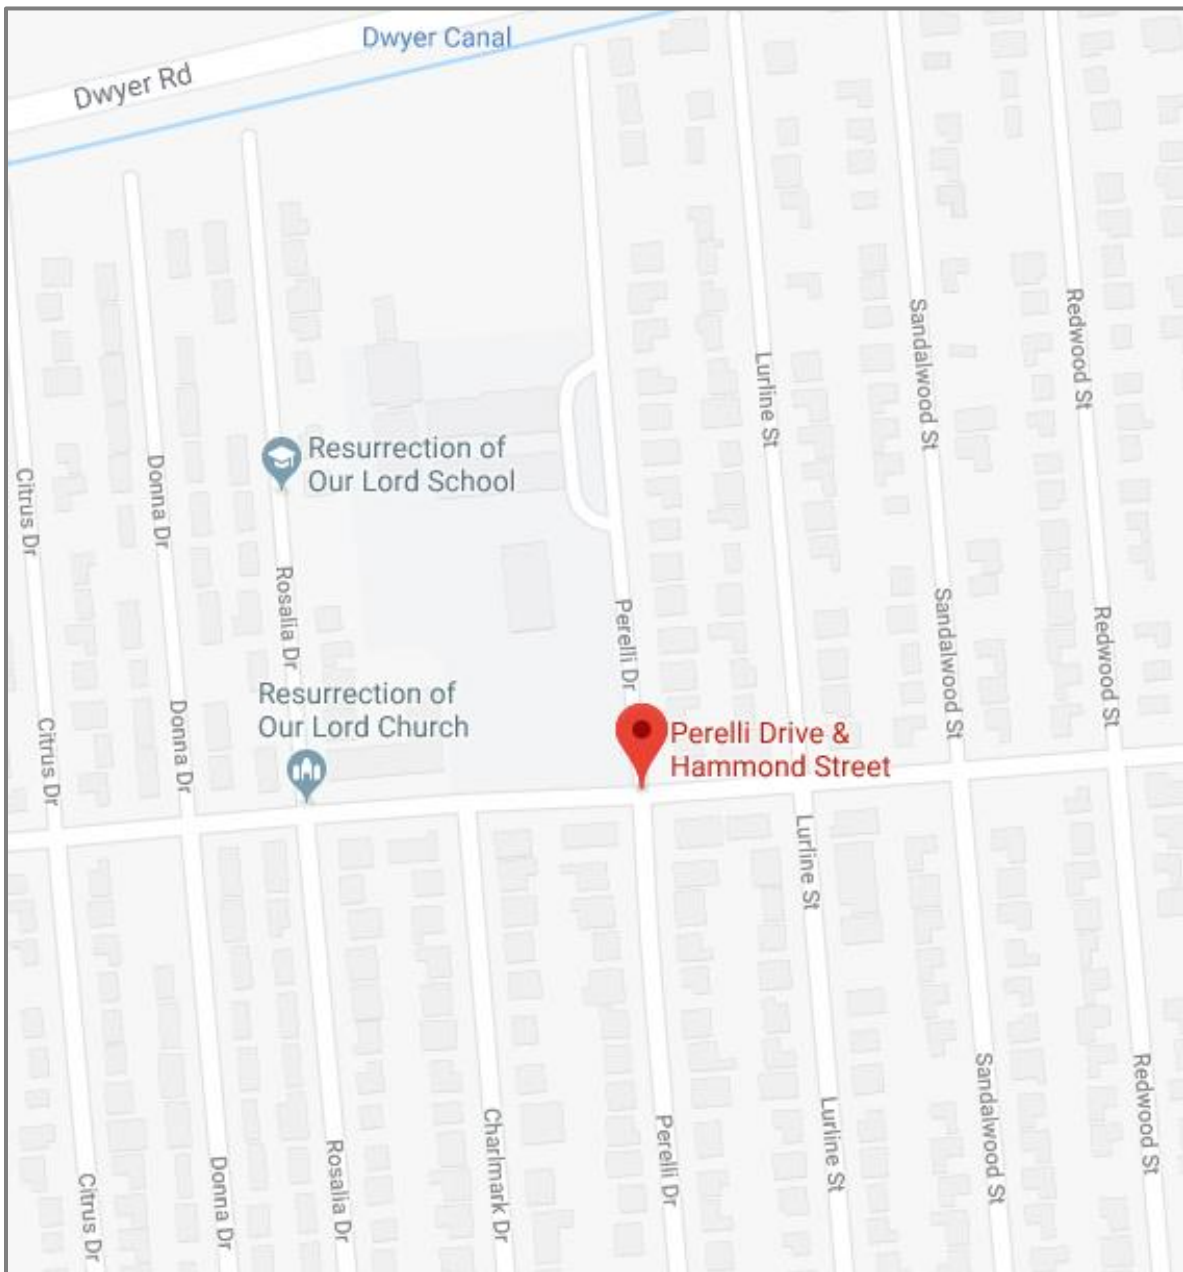 Dwyer Canal
Dwyer Rd
Redwood St
Sandalwood St
Lurline St
Resurrection of
Our Lord School
Donna Dr
Citrus Dr
Rosalia Dr
Perelli Dr
Sandalwood St
Redwood St
Resurrection of
Our Lord Church
Donna Dr
Citrus Dr
Perelli Drive &
Hammond Street
Lurline St
Charlmark Dr
Perelli Dr
Lurline St
Sandalwood St
Redwood St
Rosalia Dr
Donna Dr
Citrus Dr